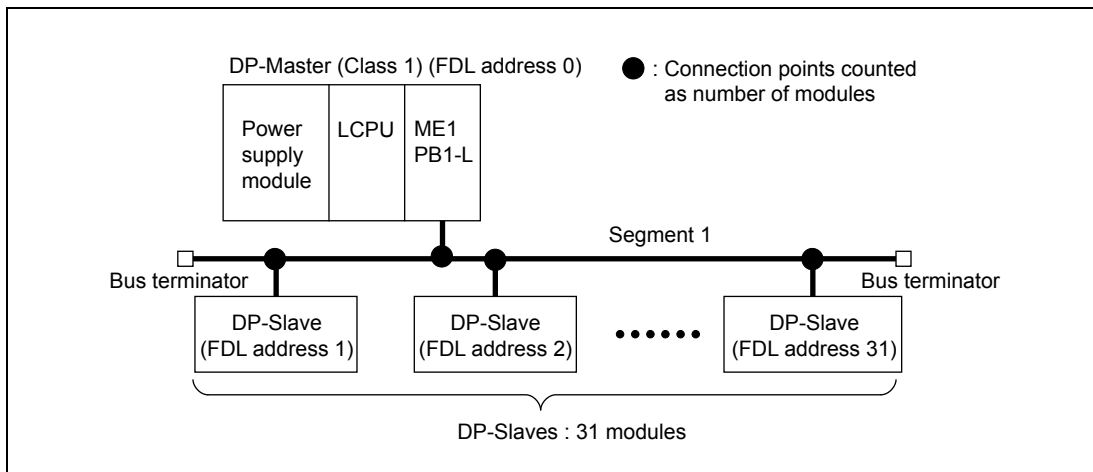 DP-Master (Class 1) (FDL address 0)
: Connection points counted
as number of modules
Power
supply
module
LCPU
ME1
PB1-L
Segment 1
Bus terminator
Bus terminator
DP-Slave
(FDL address 1)
DP-Slave
(FDL address 2)
DP-Slave
(FDL address 31)
DP-Slaves : 31 modules